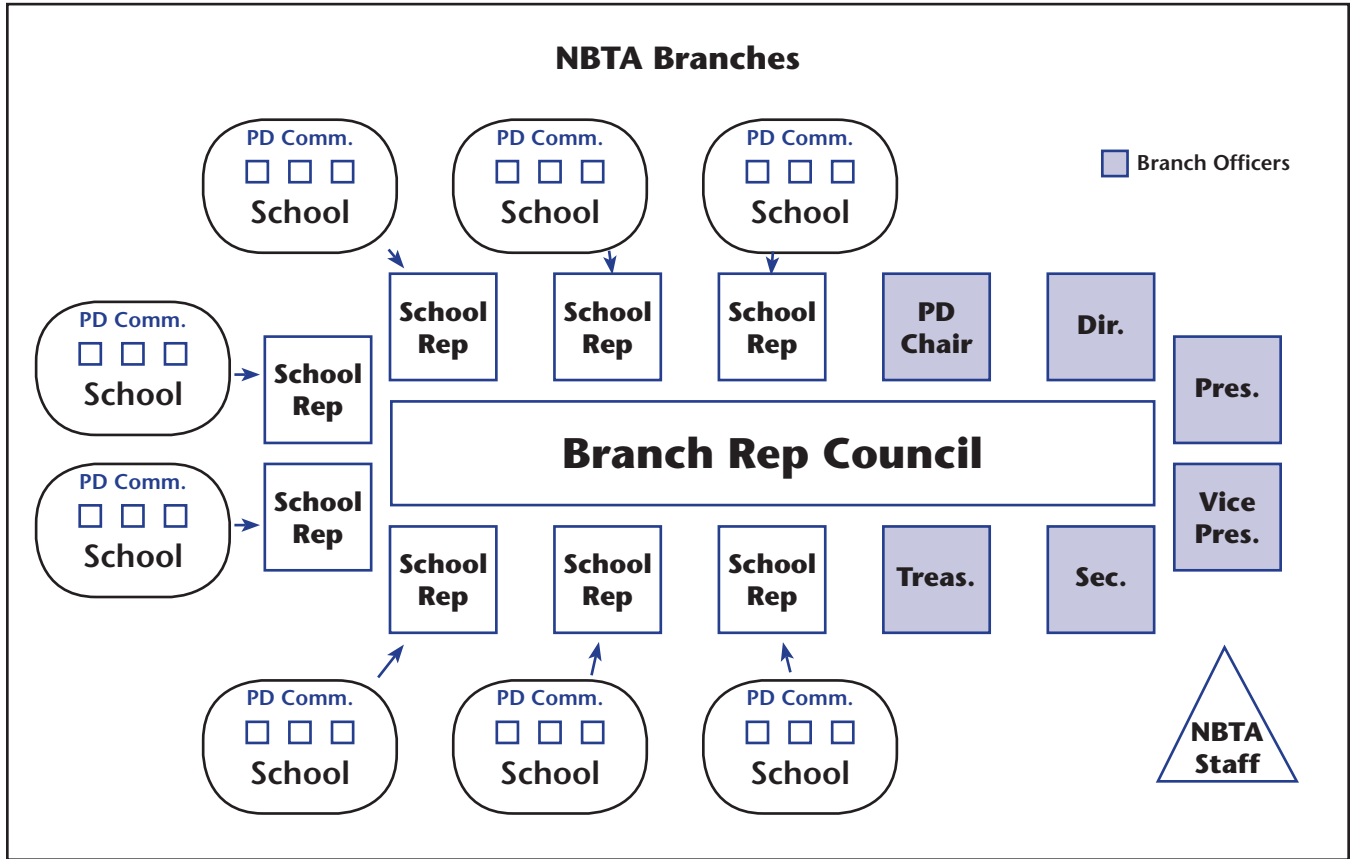 NBTA Branches
PD Comm.
School
PD Comm.
School
PD Comm.
School
Branch Officers
School
Rep
School
Rep
School
Rep
PD
Chair
Dir.
PD Comm.
School
School
Rep
Pres.
Branch Rep Council
PD Comm.
School
School
Rep
Vice
Pres.
School
Rep
School
Rep
School
Rep
Treas.
Sec.
PD Comm.
School
PD Comm.
School
PD Comm.
School
NBTA
Staff